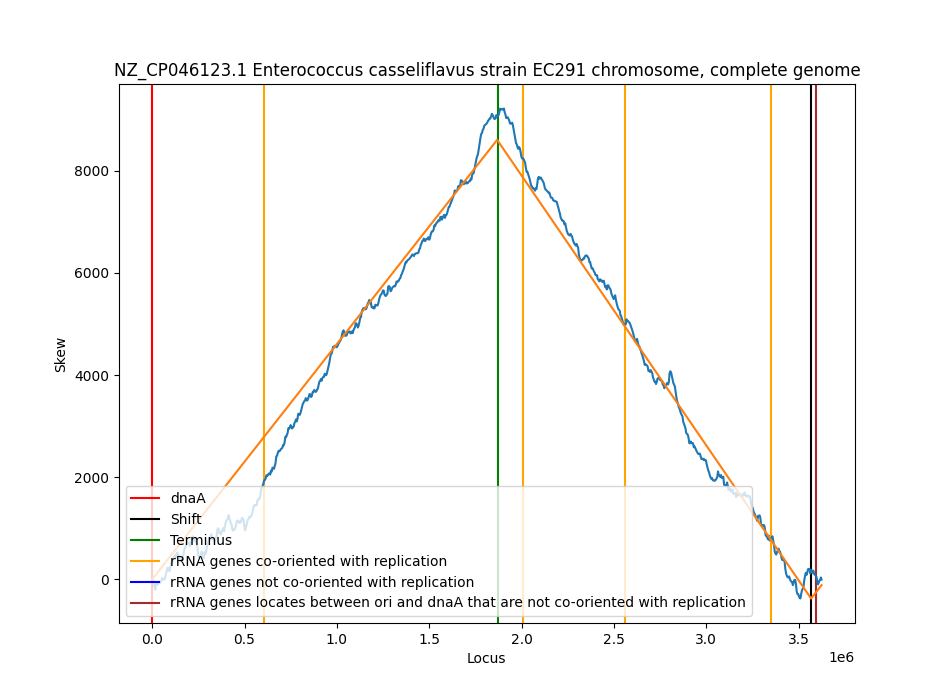 NZ_CP046123.1 Enterococcus casseliflavus strain EC291 chromosome, complete genome
Skew
8000
6000
4000
2000
0
dnaA
Shift
Terminus
rRNA genes co-oriented with replication
rRNA genes not co-oriented with replication
rRNA genes locates between ori and dnaA that are not co-oriented with replication
0.0 0.5 1.0 1.5 2.0 2.5 3.0 3.5
Locus
1e6